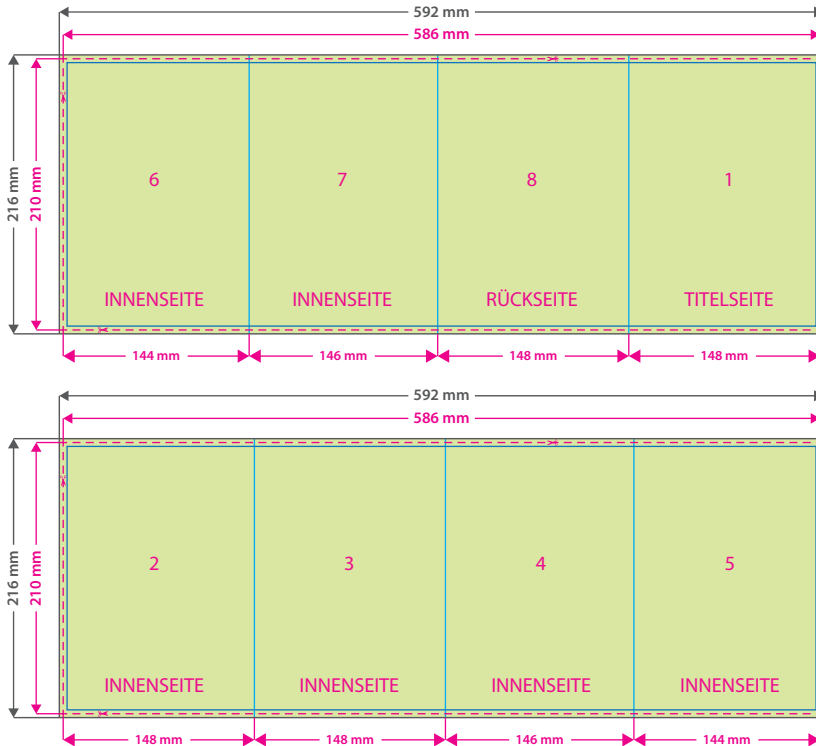 592 mm
586 mm
216 mm
210 mm
6
7
8
1
INNENSEITE
INNENSEITE
RÜCKSEITE
TITELSEITE
144 mm
146 mm
148 mm
148 mm
592 mm
586 mm
216 mm
210 mm
2
3
4
5
INNENSEITE
INNENSEITE
INNENSEITE
INNENSEITE
148 mm
148 mm
146 mm
144 mm